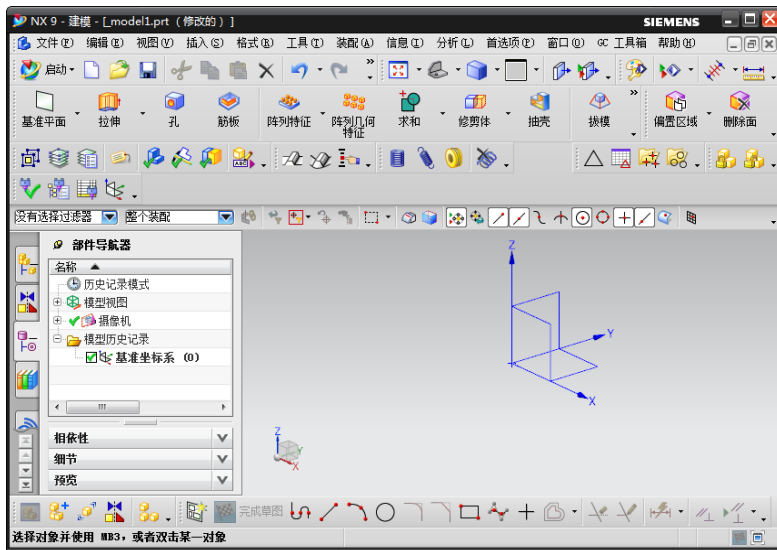 NX 9 - 建模 - [_model1.prt （修改的） ] SIEMENS
文件(F) 编辑(E) 视图(V) 插入(S) 格式(R) 工具(T) 装配(A) 信息(I) 分析(L) 首选项(P) 窗口(O) GC 工具箱 帮助(H)
启动
基准平面 拉伸 孔 筋板 阵列特征 阵列几何特征 求和 修剪体 抽壳 拔模 偏置区域 删除面
没有选择过滤器 整个装配
部件导航器
名称
历史记录模式
模型视图
摄像机
模型历史记录
基准坐标系 (0)
相依性
细节
预览
Z
Y
X
Z
Y
X
完成草图
选择对象并使用 MB3，或者双击某一对象